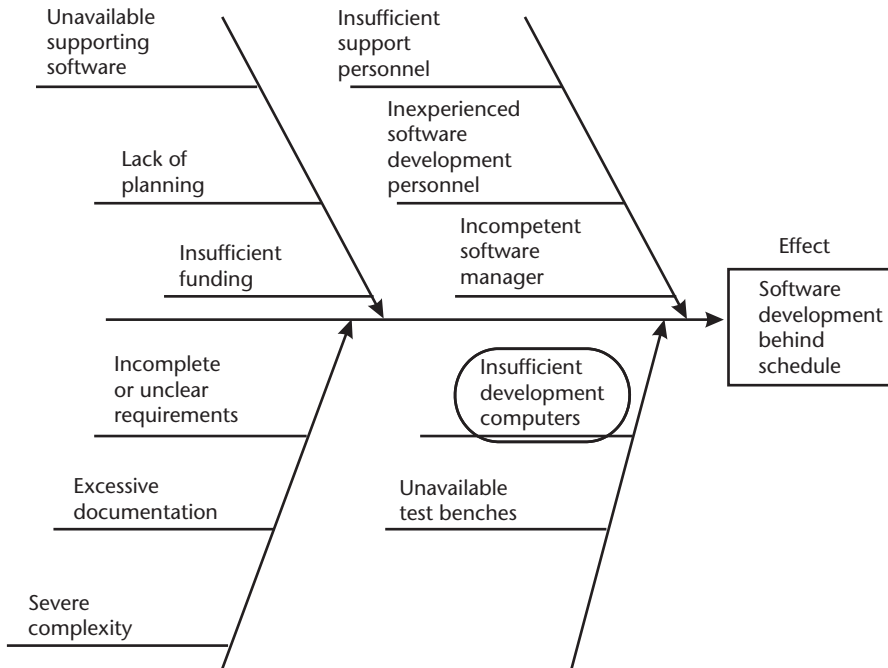 Unavailable
supporting
software
Lack of
planning
Insufficient
funding
Insufficient
support
personnel
Inexperienced
software
development
personnel
Incompetent
software
manager
Effect
Software
development
behind
schedule
Incomplete
or unclear
requirements
Excessive
documentation
Severe
complexity
Insufficient
development
computers
Unavailable
test benches